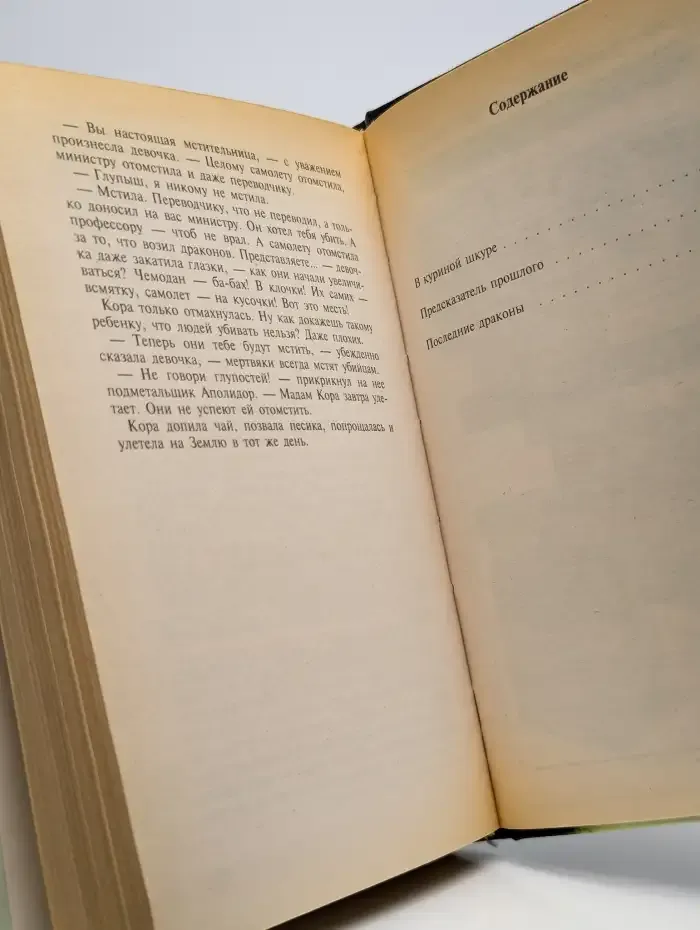 — Вы настоящая мстительница, — с уважением
произнесла девочка. — Целому самолету отомстила,
министру отомстила и даже переводчику.
— Глупыш, я никому не мстила.
— Мстила. Переводчику, что не переводил, а толь-
ко доносил на вас министру. Он хотел тебя убить. А
профессору — чтоб не врал. А самолету отомстила
за то, что возил драконов. Представляете... — девоч-
ка даже закатила глазки, — как они начали увеличи-
ваться? Чемодан — ба-бах! В клочки! Их самих —
всмятку, самолет — на кусочки! Вот это месть!
Кора только отмахнулась. Ну как докажешь такому
ребенку, что людей убивать нельзя? Даже плохих.
— Теперь они тебе будут мстить, — убежденно
сказала девочка, — мертвяки всегда мстят убийцам.
— Не говори глупостей! — прикрикнул на нее
подметальщик Аполидор. — Мадам Кора завтра уле-
тает. Они не успеют ей отомстить.
Кора допила чай, позвала песика, попрощалась и
улетела на Землю в тот же день.
Содержание
В куриной шкуре . . . . . . . . . . . . . .
Предсказатель прошлого . . . . . . . . . . .
Последние драконы . . . . . . . . . . . . .